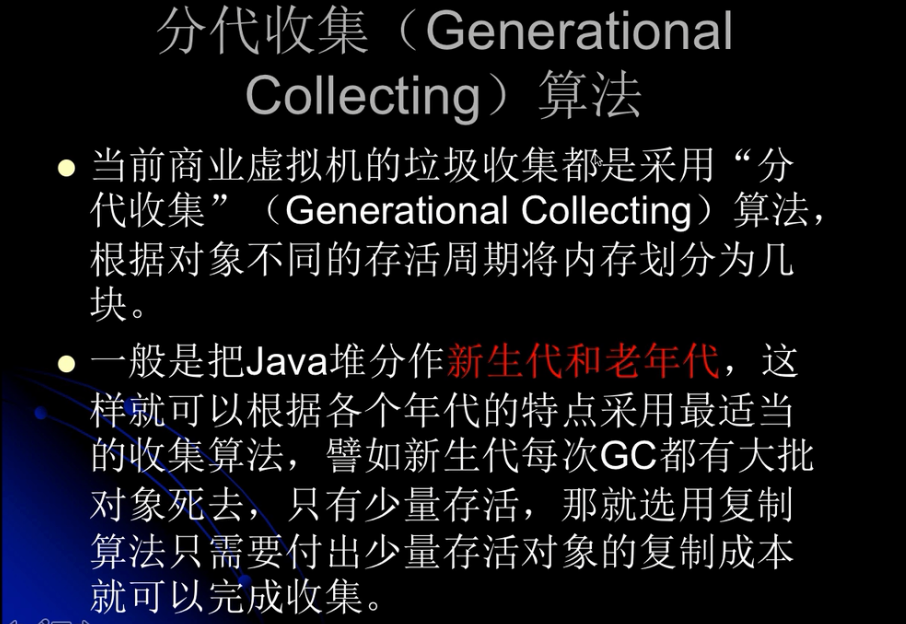 分代收集（Generational
Collecting）算法
当前商业虚拟机的垃圾收集都是采用“分
代收集”（Generational Collecting）算法，
根据对象不同的存活周期将内存划分为几
块。
一般是把Java堆分作新生代和老年代，这
样就可以根据各个年代的特点采用最适当
的收集算法，譬如新生代每次GC都有大批
对象死去，只有少量存活，那就选用复制
算法只需要付出少量存活对象的复制成本
就可以完成收集。